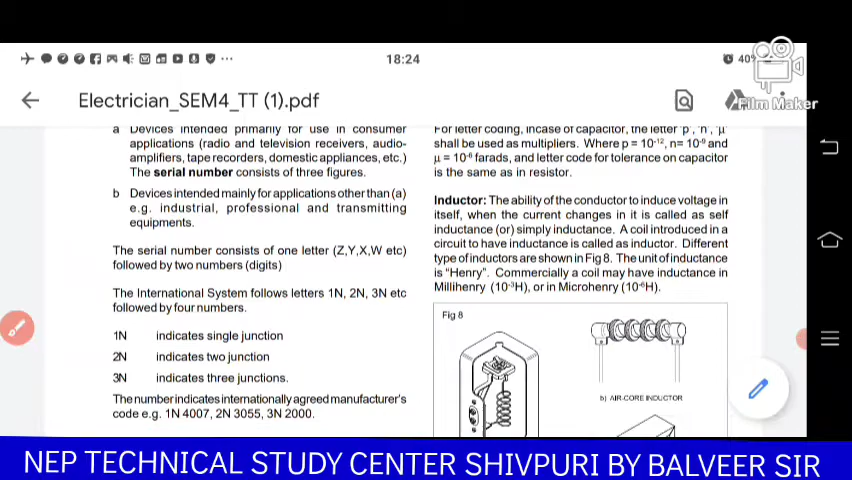 18:24
40%
Electrician_SEM4_TT (1).pdf
Film Maker
a Devices intended primarily for use in consumer
applications (radio and television receivers, audio-
amplifiers, tape recorders, domestic appliances, etc.)
The serial number consists of three figures.
b Devices intended mainly for applications other than (a)
e.g. industrial, professional and transmitting
equipments.
The serial number consists of one letter (Z,Y,X,W etc)
followed by two numbers (digits)
The International System follows letters 1N, 2N, 3N etc
followed by four numbers.
1N indicates single junction
2N indicates two junction
3N indicates three junctions.
The number indicates internationally agreed manufacturer's
code e.g. 1N 4007, 2N 3055, 3N 2000.
For letter coding, incase of capacitor, the letter 'p', 'n', 'µ'
shall be used as multipliers. Where p = 10⁻¹², n= 10⁻⁹ and
µ = 10⁻⁶ farads, and letter code for tolerance on capacitor
is the same as in resistor.
Inductor: The ability of the conductor to induce voltage in
itself, when the current changes in it is called as self
inductance (or) simply inductance. A coil introduced in a
circuit to have inductance is called as inductor. Different
type of inductors are shown in Fig 8. The unit of inductance
is "Henry". Commercially a coil may have inductance in
Millihenry (10⁻³H), or in Microhenry (10⁻⁶H).
Fig 8
b) AIR-CORE INDUCTOR
NEP TECHNICAL STUDY CENTER SHIVPURI BY BALVEER SIR